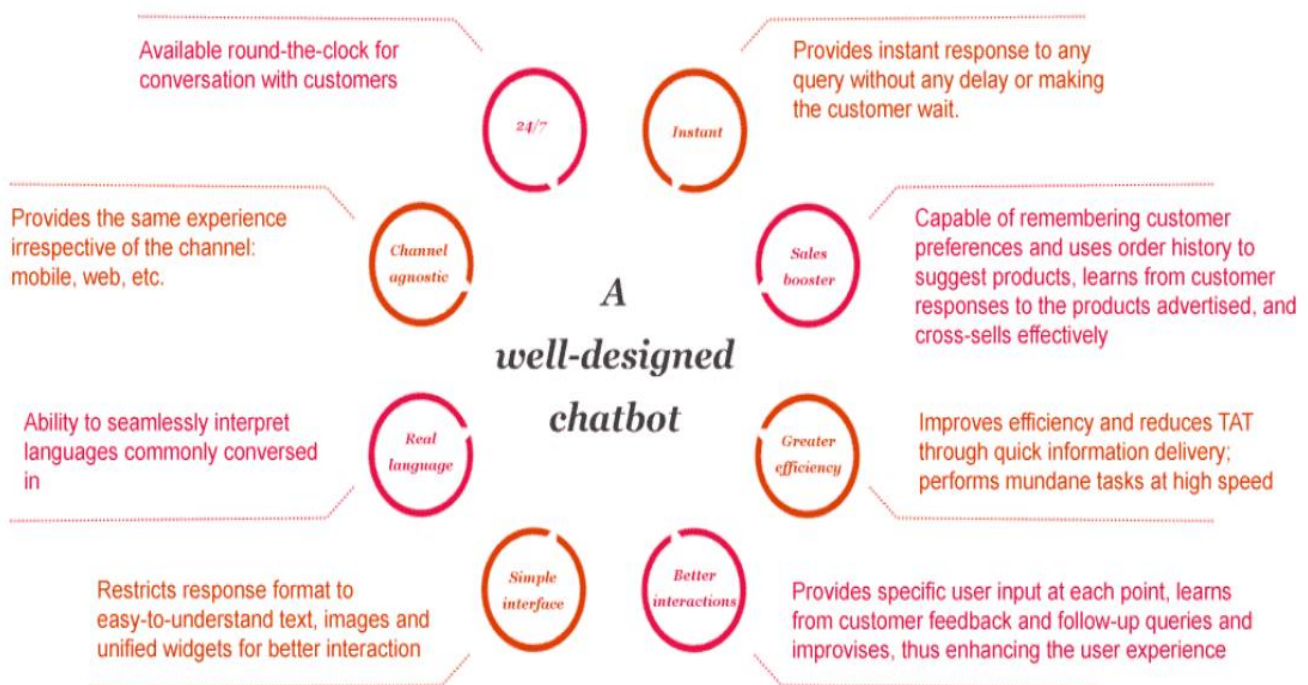 Available round-the-clock for
conversation with customers
24/7
Instant
Provides instant response to any
query without any delay or making
the customer wait.
Provides the same experience
irrespective of the channel:
mobile, web, etc.
Channel
agnostic
Sales
booster
Capable of remembering customer
preferences and uses order history to
suggest products, learns from customer
responses to the products advertised, and
cross-sells effectively
A
well-designed
chatbot
Ability to seamlessly interpret
languages commonly conversed
in
Real
language
Greater
efficiency
Improves efficiency and reduces TAT
through quick information delivery;
performs mundane tasks at high speed
Restricts response format to
easy-to-understand text, images and
unified widgets for better interaction
Simple
interface
Better
interactions
Provides specific user input at each point, learns
from customer feedback and follow-up queries and
improvises, thus enhancing the user experience